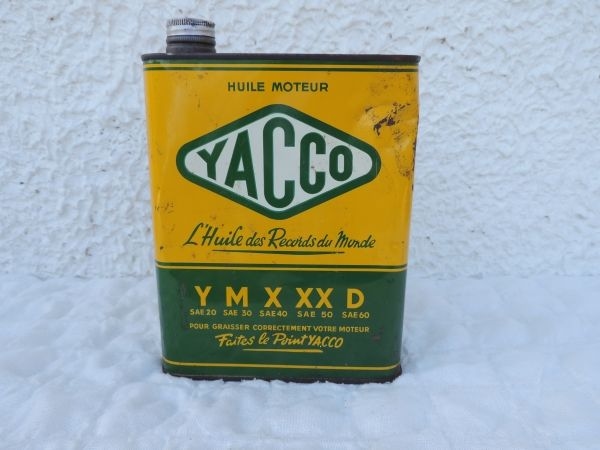 HUILE MOTEUR
YACCO
L'Huile des Records du Monde
Y M X XX D
SAE 20 SAE 30 SAE 40 SAE 50 SAE 60
POUR GRAISSER CORRECTEMENT VOTRE MOTEUR
Faites le Point YACCO